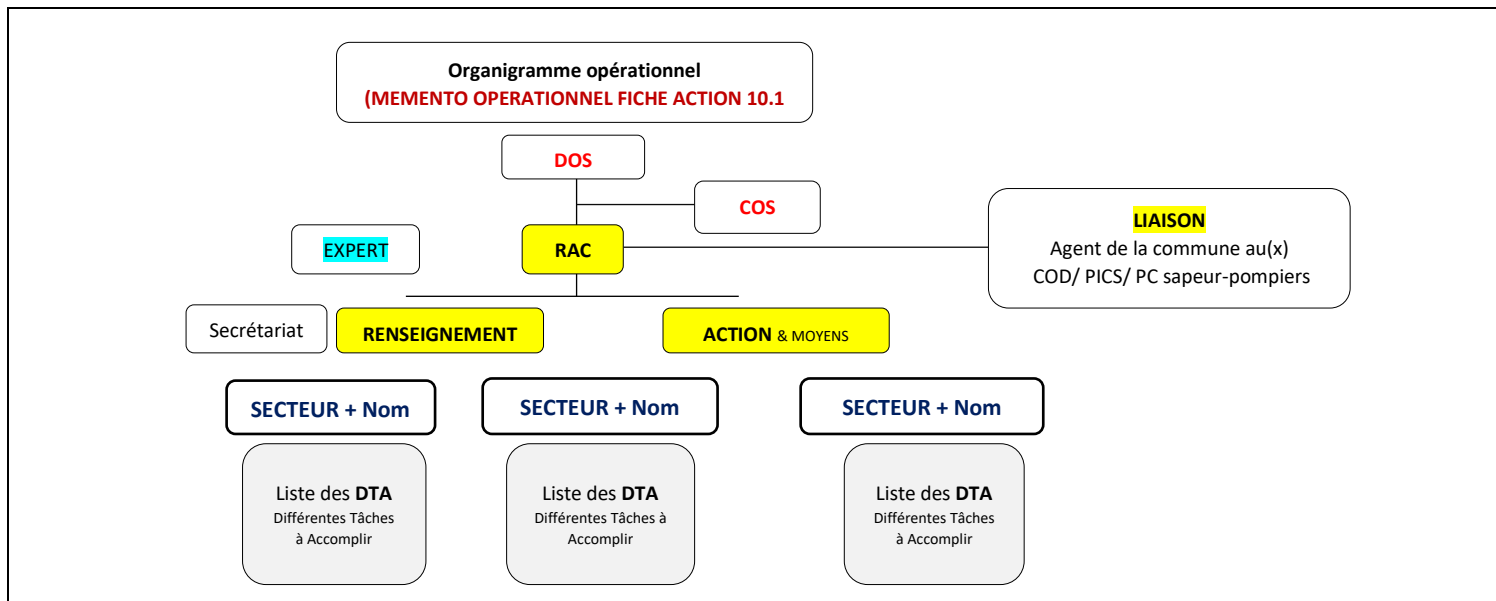 Organigramme opérationnel
(MEMENTO OPERATIONNEL FICHE ACTION 10.1
DOS
COS
LIAISON
Agent de la commune au(x)
COD/ PICS/ PC sapeur-pompiers
EXPERT
RAC
Secrétariat
RENSEIGNEMENT
ACTION & MOYENS
SECTEUR + Nom
SECTEUR + Nom
SECTEUR + Nom
Liste des DTA
Différentes Tâches
à Accomplir
Liste des DTA
Différentes Tâches à
Accomplir
Liste des DTA
Différentes Tâches
à Accomplir